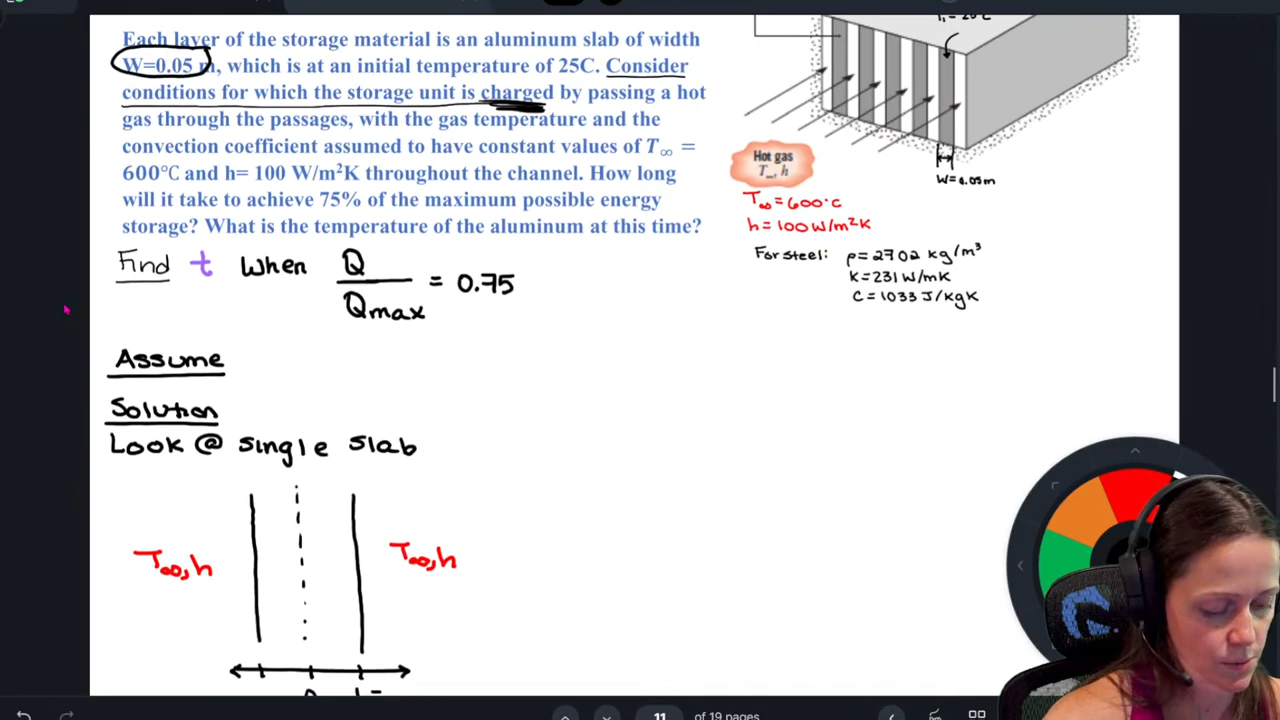 Each layer of the storage material is an aluminum slab of width
W=0.05 m, which is at an initial temperature of 25C. Consider
conditions for which the storage unit is charged by passing a hot
gas through the passages, with the gas temperature and the
convection coefficient assumed to have constant values of T∞ =
600°C and h= 100 W/m²K throughout the channel. How long
will it take to achieve 75% of the maximum possible energy
storage? What is the temperature of the aluminum at this time?
Hot gas
T∞, h
W=0.05m
T∞=600°C
h=100W/m²K
For steel: ρ=2702 kg/m³
K=231 W/mK
C=1033 J/kgK
Find t when Q/Qmax = 0.75
Assume
Solution
Look @ single slab
T∞,h
T∞,h
11 of 19 pages